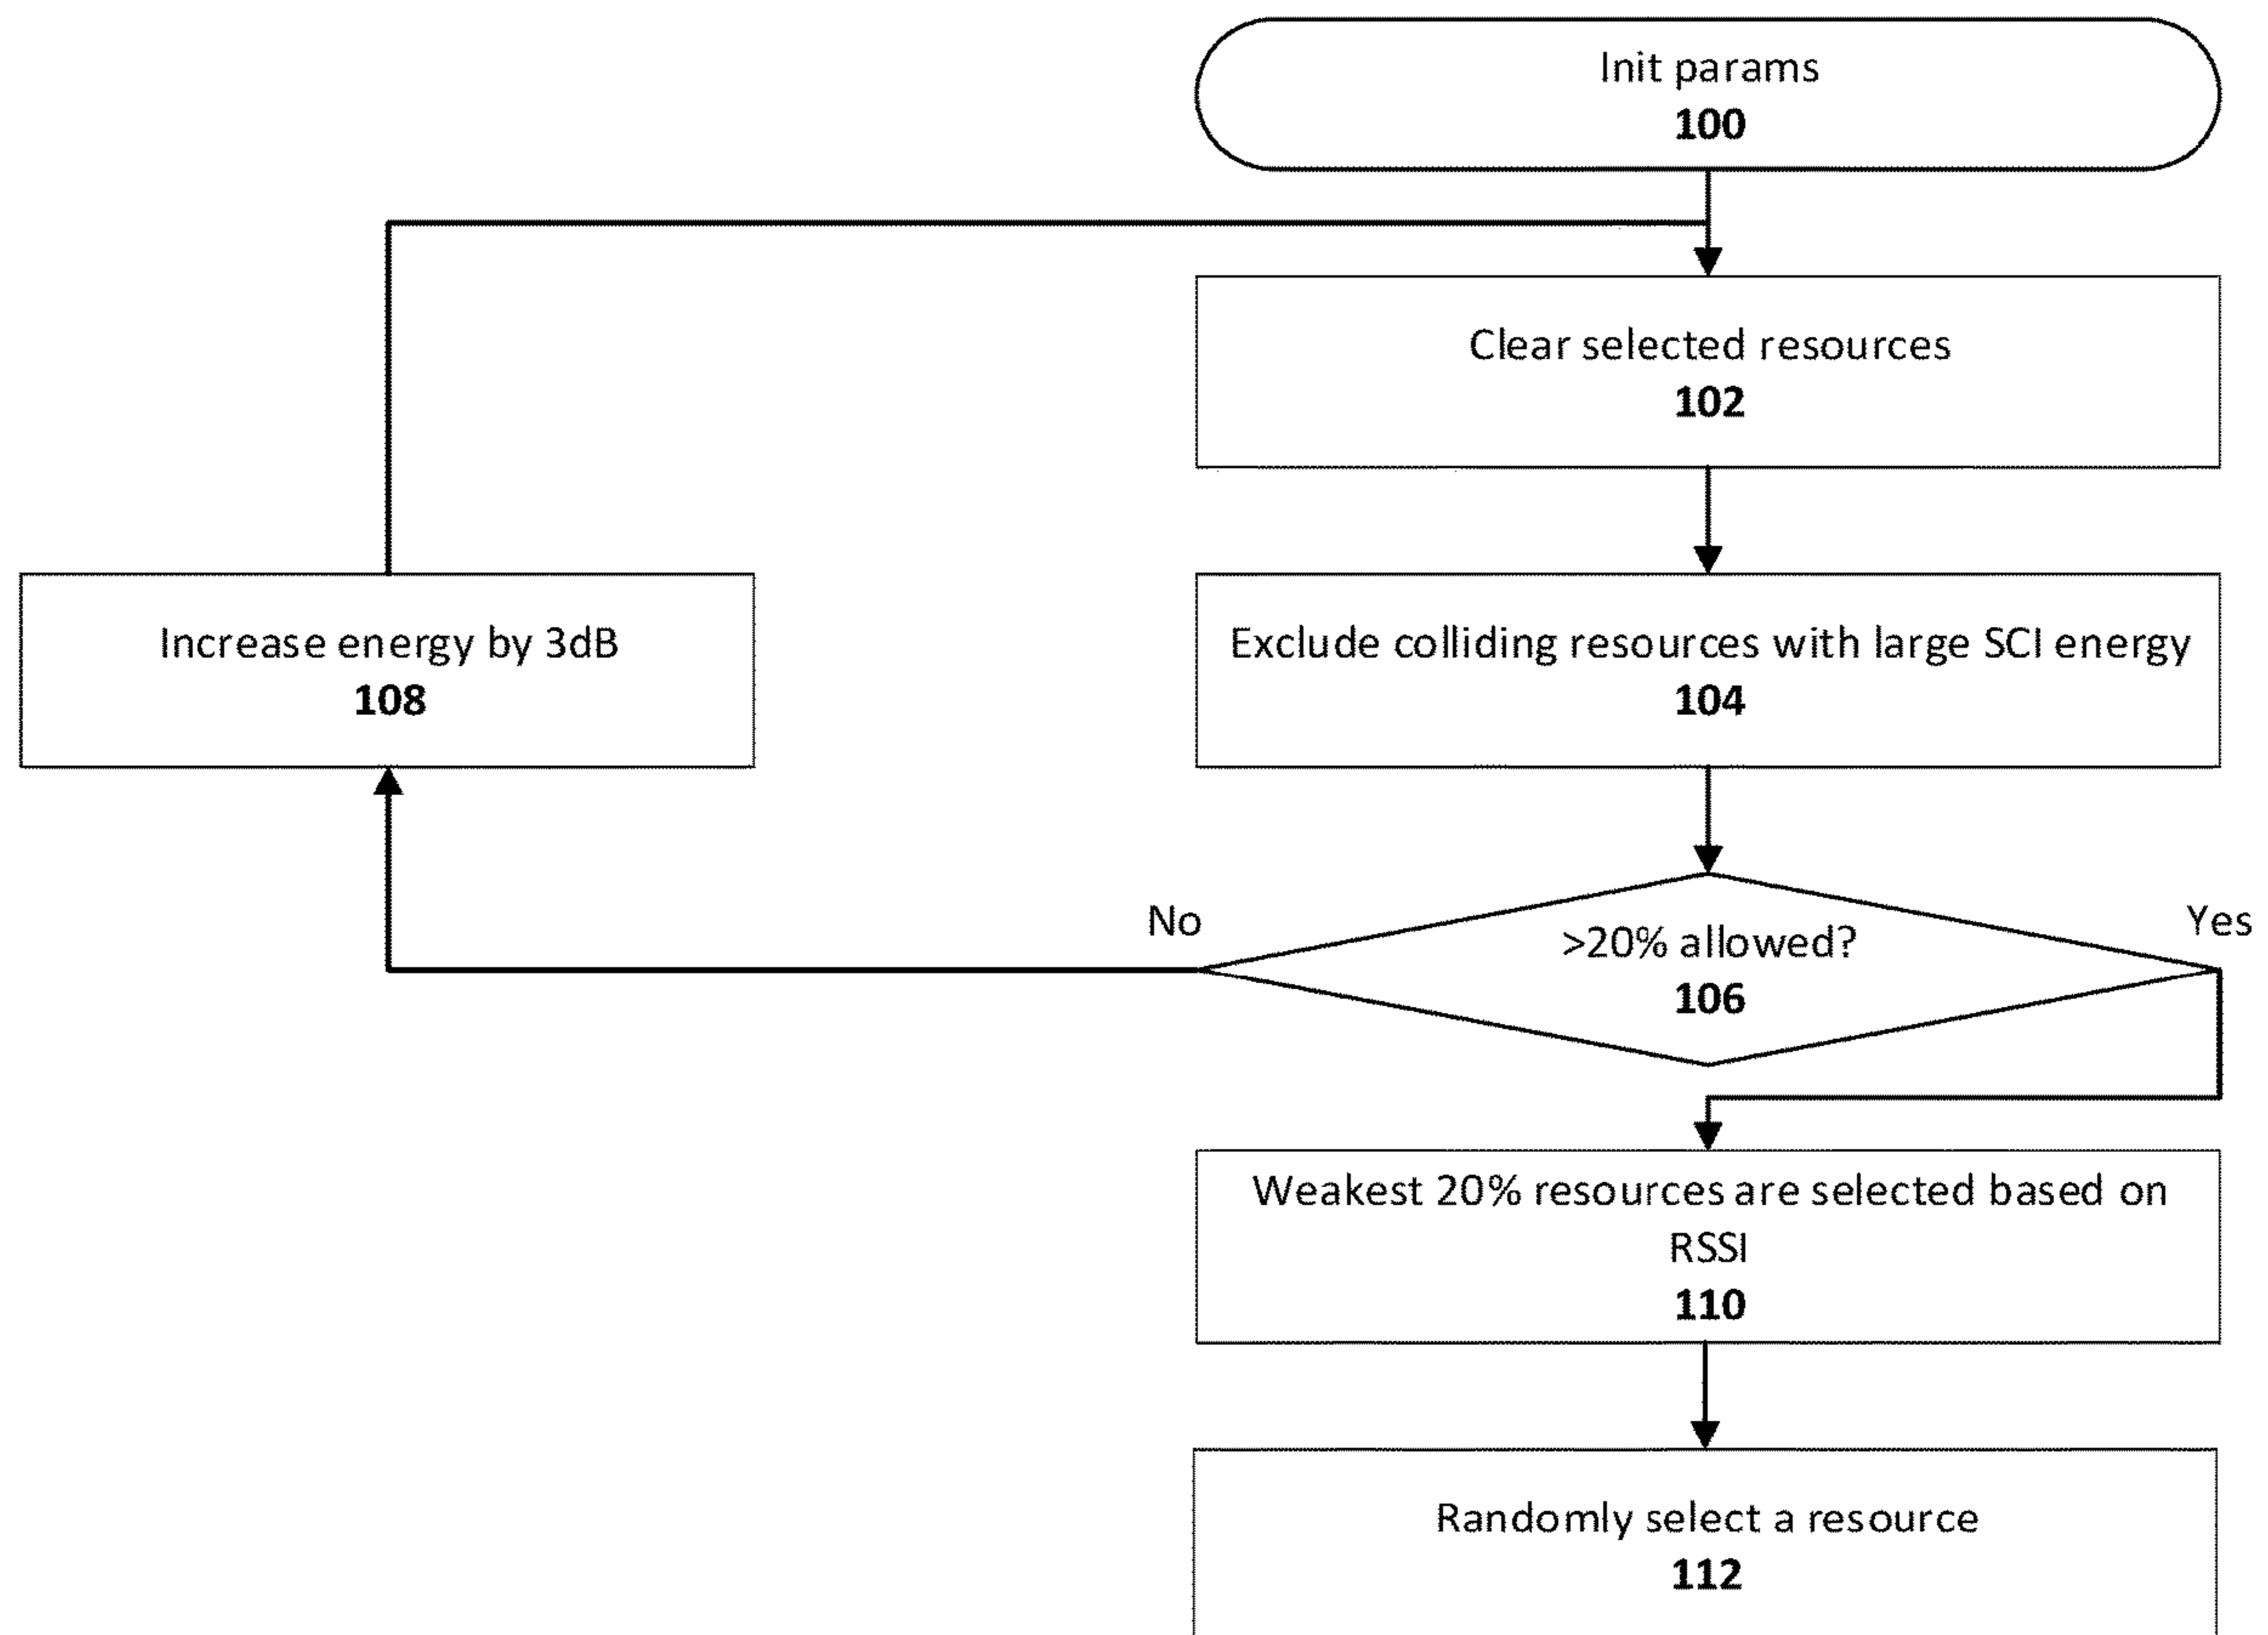 Init params
100
Clear selected resources
102
Increase energy by 3dB
108
Exclude colliding resources with large SCI energy
104
No
>20% allowed?
106
Yes
Weakest 20% resources are selected based on
RSSI
110
Randomly select a resource
112